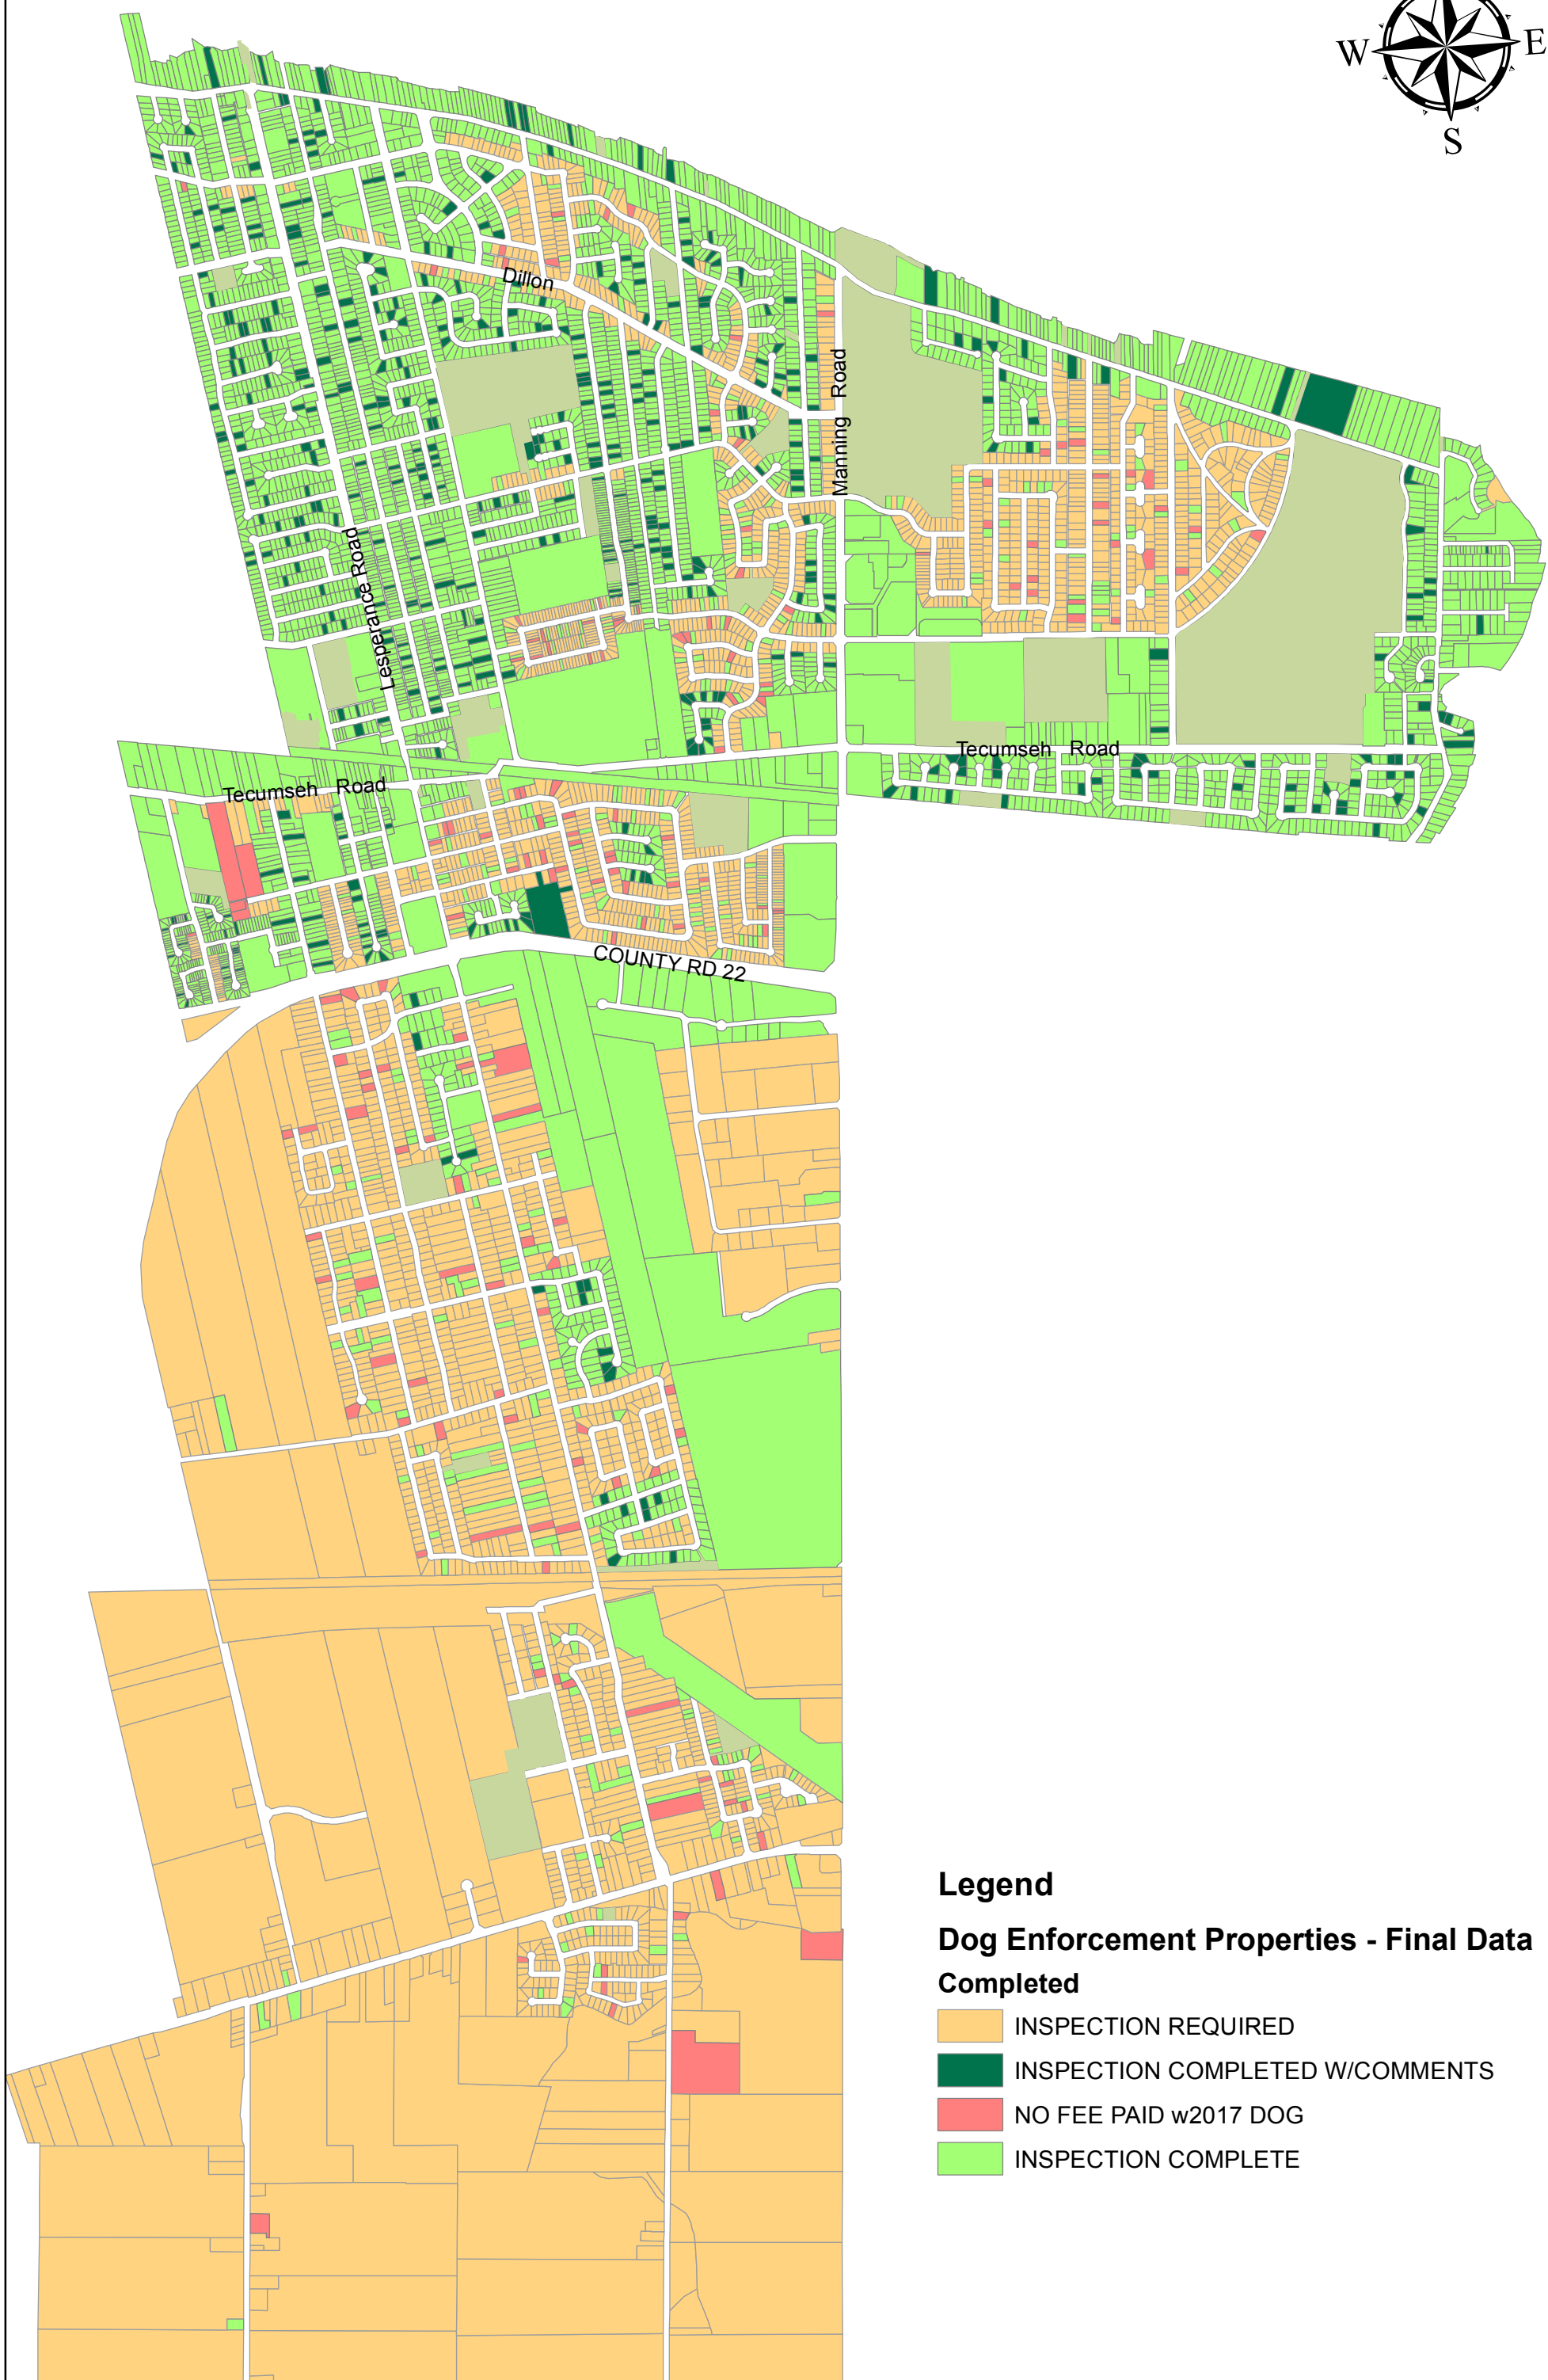 W
E
S
Dillon
Manning Road
Lesperance Road
Tecumseh Road
Tecumseh Road
COUNTY RD 22
Legend
Dog Enforcement Properties - Final Data
Completed
INSPECTION REQUIRED
INSPECTION COMPLETED W/COMMENTS
NO FEE PAID w2017 DOG
INSPECTION COMPLETE